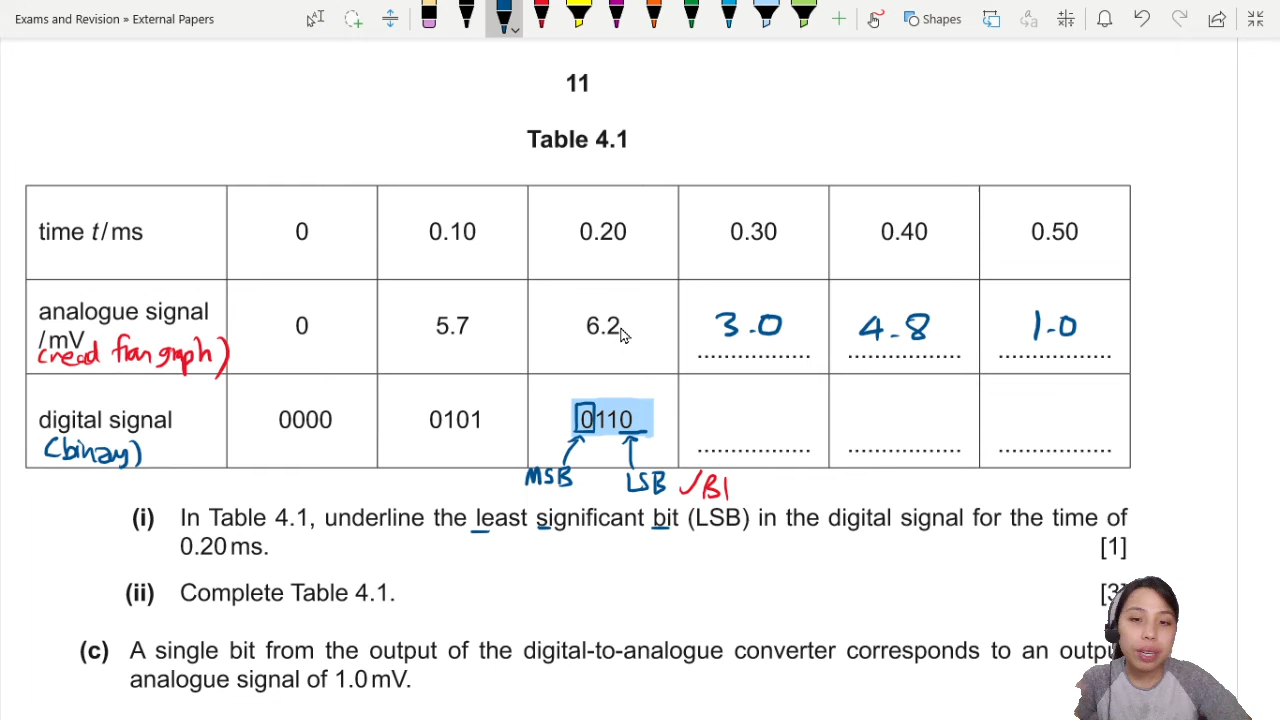 Exams and Revision » External Papers
Shapes
11
Table 4.1
time t/ms 0 0.10 0.20 0.30 0.40 0.50
analogue signal
/mV 0 5.7 6.2 3.0 4.8 1.0
(read from graph)
digital signal 0000 0101 0110
(binary)
MSB LSB ✓B1
(i) In Table 4.1, underline the least significant bit (LSB) in the digital signal for the time of
0.20 ms. [1]
(ii) Complete Table 4.1. [3]
(c) A single bit from the output of the digital-to-analogue converter corresponds to an
analogue signal of 1.0 mV.